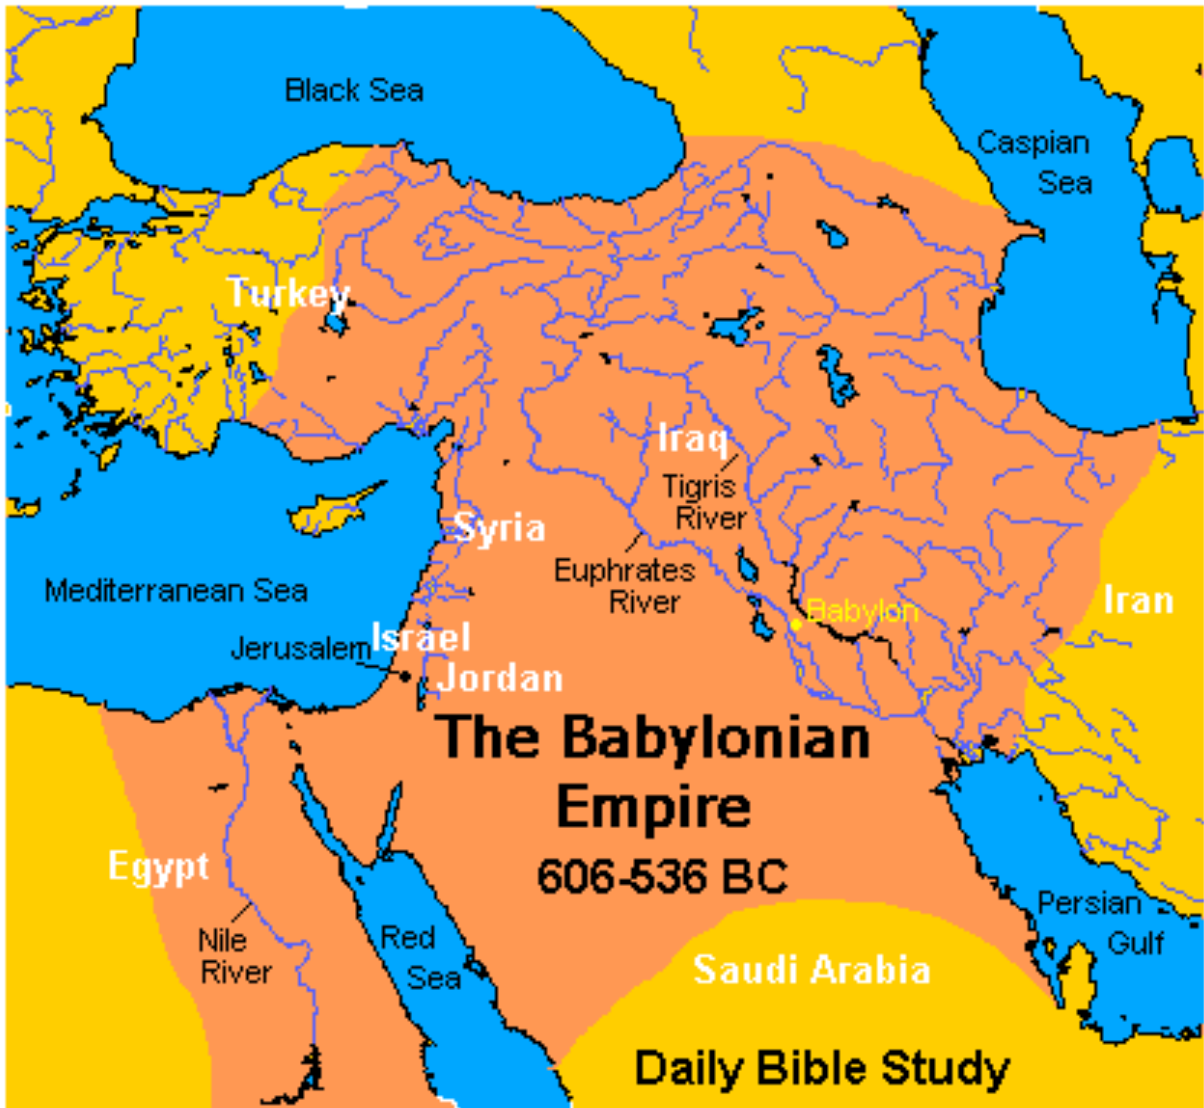 Black Sea
Caspian
Sea
Turkey
Iraq
Tigris
River
Syria
Euphrates
River
Mediterranean Sea
Babylon
Iran
Israel
Jerusalem
Jordan
The Babylonian
Empire
606-536 BC
Egypt
Nile
River
Red
Sea
Persian
Gulf
Saudi Arabia
Daily Bible Study